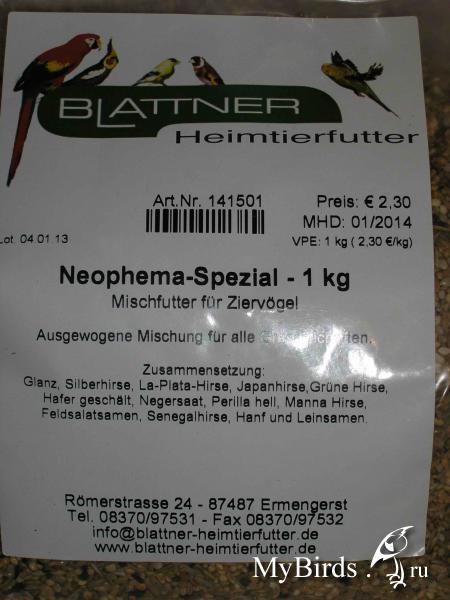 BLATTNER
Heimtierfutter
Art.Nr. 141501
Preis: € 2,30
MHD: 01/2014
Lot. 04.01.13
VPE: 1 kg ( 2,30 €/kg)
Neophema-Spezial - 1 kg
Mischfutter für Ziervögel
Ausgewogene Mischung für alle
Zusammensetzung:
Glanz, Silberhirse, La-Plata-Hirse, Japanhirse,Grüne Hirse,
Hafer geschält, Negersaat, Perilla hell, Manna Hirse,
Feldsalatsamen, Senegalhirse, Hanf und Leinsamen.
Römerstrasse 24 - 87487 Ermengerst
Tel. 08370/97531 - Fax 08370/97532
info@blattner-heimtierfutter.de
www.blattner-heimtierfutter.de
MyBirds.ru